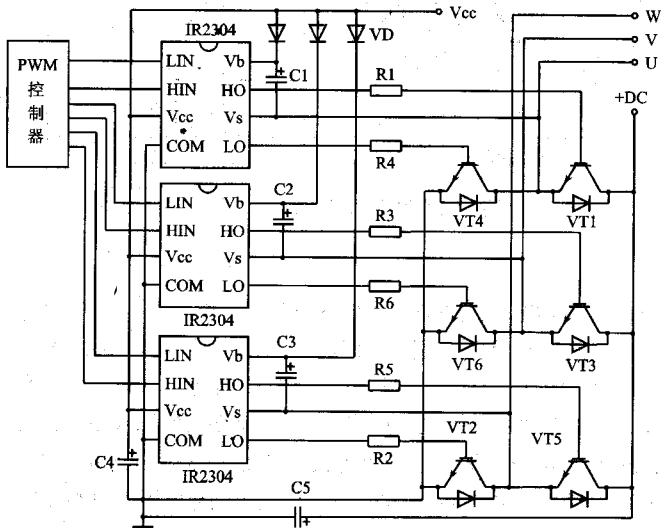 Vcc
W
IR2304
VD
V
PWM
控
制
器
LIN
Vb
C1
U
HIN
HO
R1
+DC
Vcc
Vs
COM
LO
R4
VT4
VT1
C2
LIN
Vb
HIN
HO
R3
Vcc
Vs
COM
LO
R6
IR2304
VT6
VT3
C3
LIN
Vb
HIN
HO
R5
Vcc
Vs
VT2
VT5
COM
LO
R2
C4
IR2304
C5